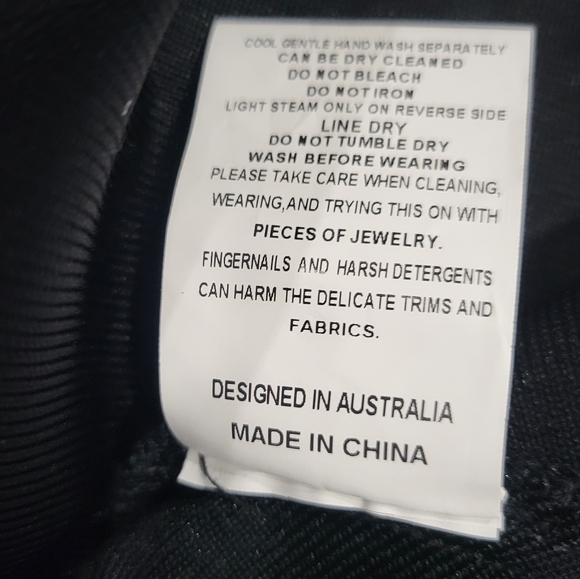 COOL GENTLE HAND WASH SEPARATELY
CAN BE DRY CLEANED
DO NOT BLEACH
DO NOT IRON
LIGHT STEAM ONLY ON REVERSE SIDE
LINE DRY
DO NOT TUMBLE DRY
WASH BEFORE WEARING
PLEASE TAKE CARE WHEN CLEANING,
WEARING,AND TRYING THIS ON WITH
PIECES OF JEWELRY.
FINGERNAILS AND HARSH DETERGENTS
CAN HARM THE DELICATE TRIMS AND
FABRICS.
DESIGNED IN AUSTRALIA
MADE IN CHINA